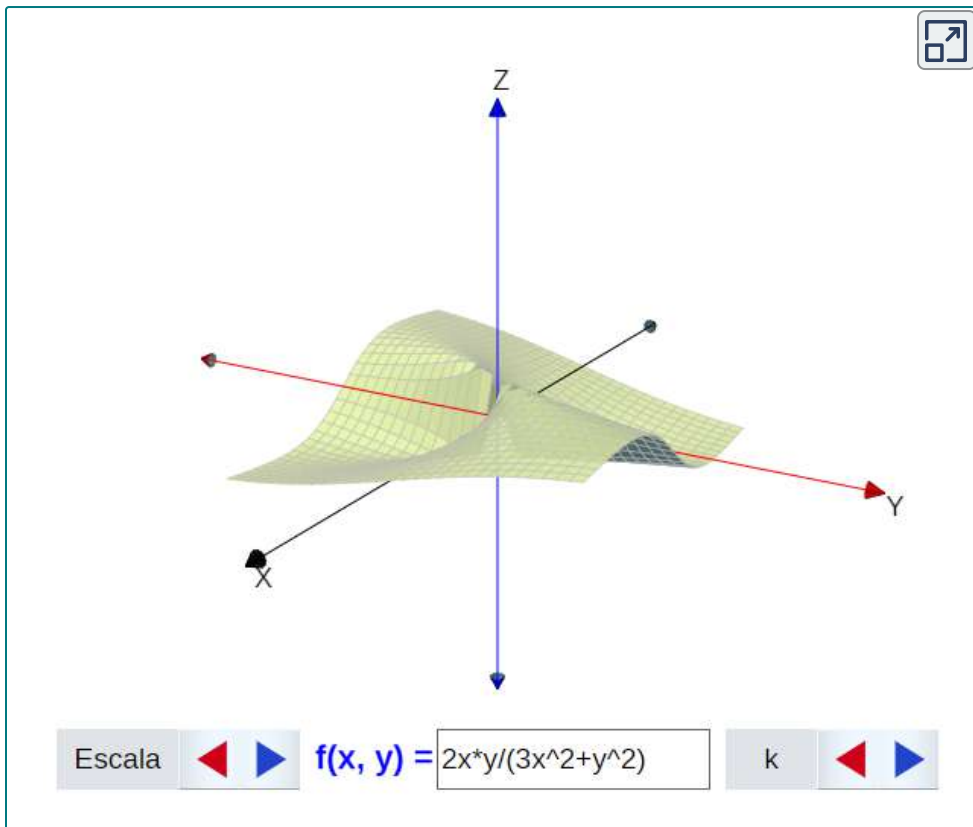 Z
Y
X
Escala f(x, y) = 2x*y/(3x^2+y^2) k